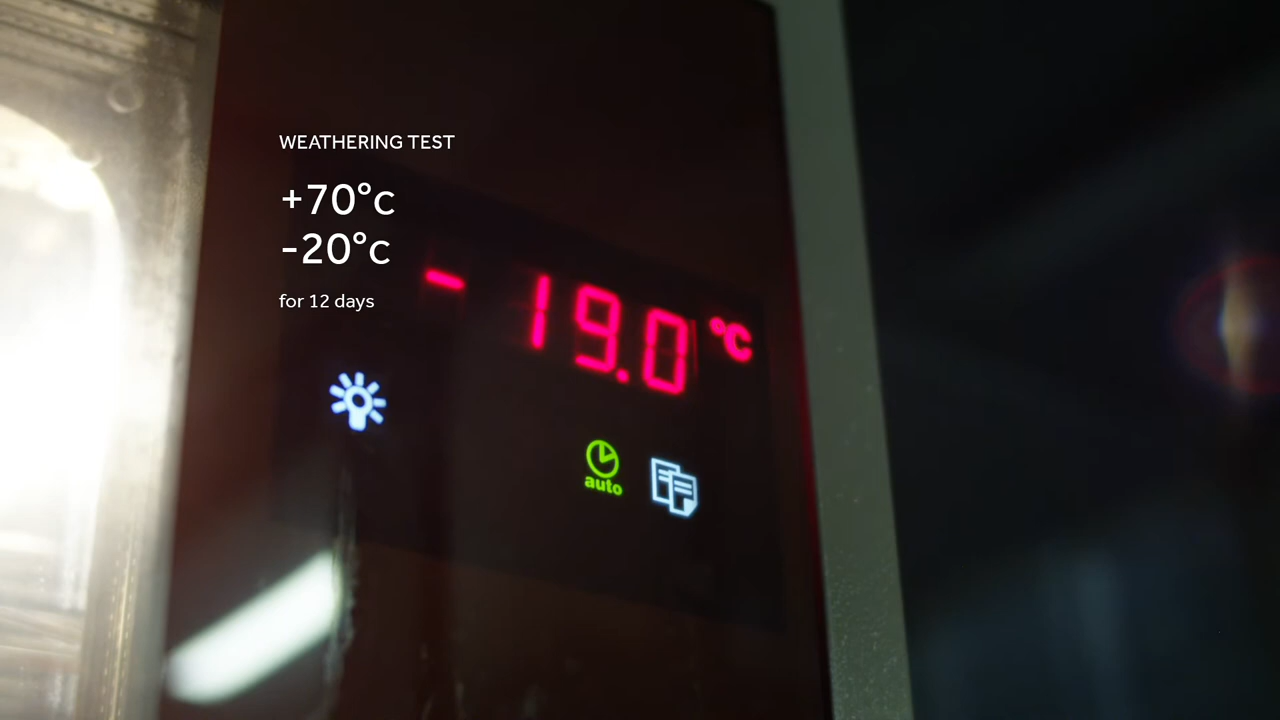 WEATHERING TEST
+70°c
-20°c
for 12 days
-19.0 °C
auto